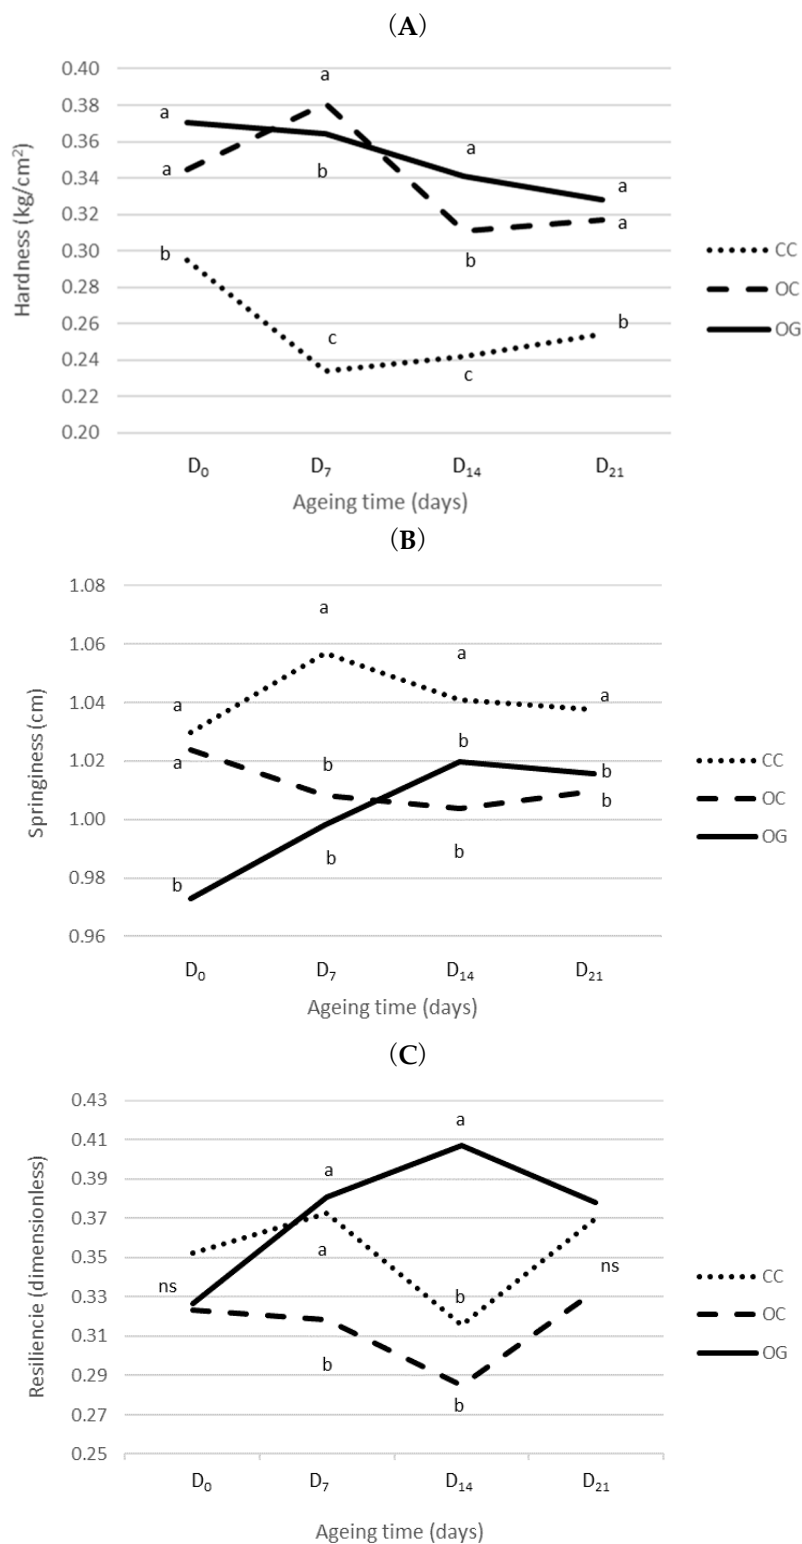 (A)
0.40
0.38
0.36
0.34
0.32
0.30
0.28
0.26
0.24
0.22
0.20
Hardness (kg/cm²)
a
a
b
a
b
c
a
b
c
a
a
b
D₀ D₇ D₁₄ D₂₁
Ageing time (days)
CC
OC
OG
(B)
1.08
1.06
1.04
1.02
1.00
0.98
0.96
Springiness (cm)
a
a
b
a
b
b
a
b
b
a
b
b
D₀ D₇ D₁₄ D₂₁
Ageing time (days)
CC
OC
OG
(C)
0.43
0.41
0.39
0.37
0.35
0.33
0.31
0.29
0.27
0.25
Resiliencie (dimensionless)
ns
a
a
b
a
b
b
ns
D₀ D₇ D₁₄ D₂₁
Ageing time (days)
CC
OC
OG